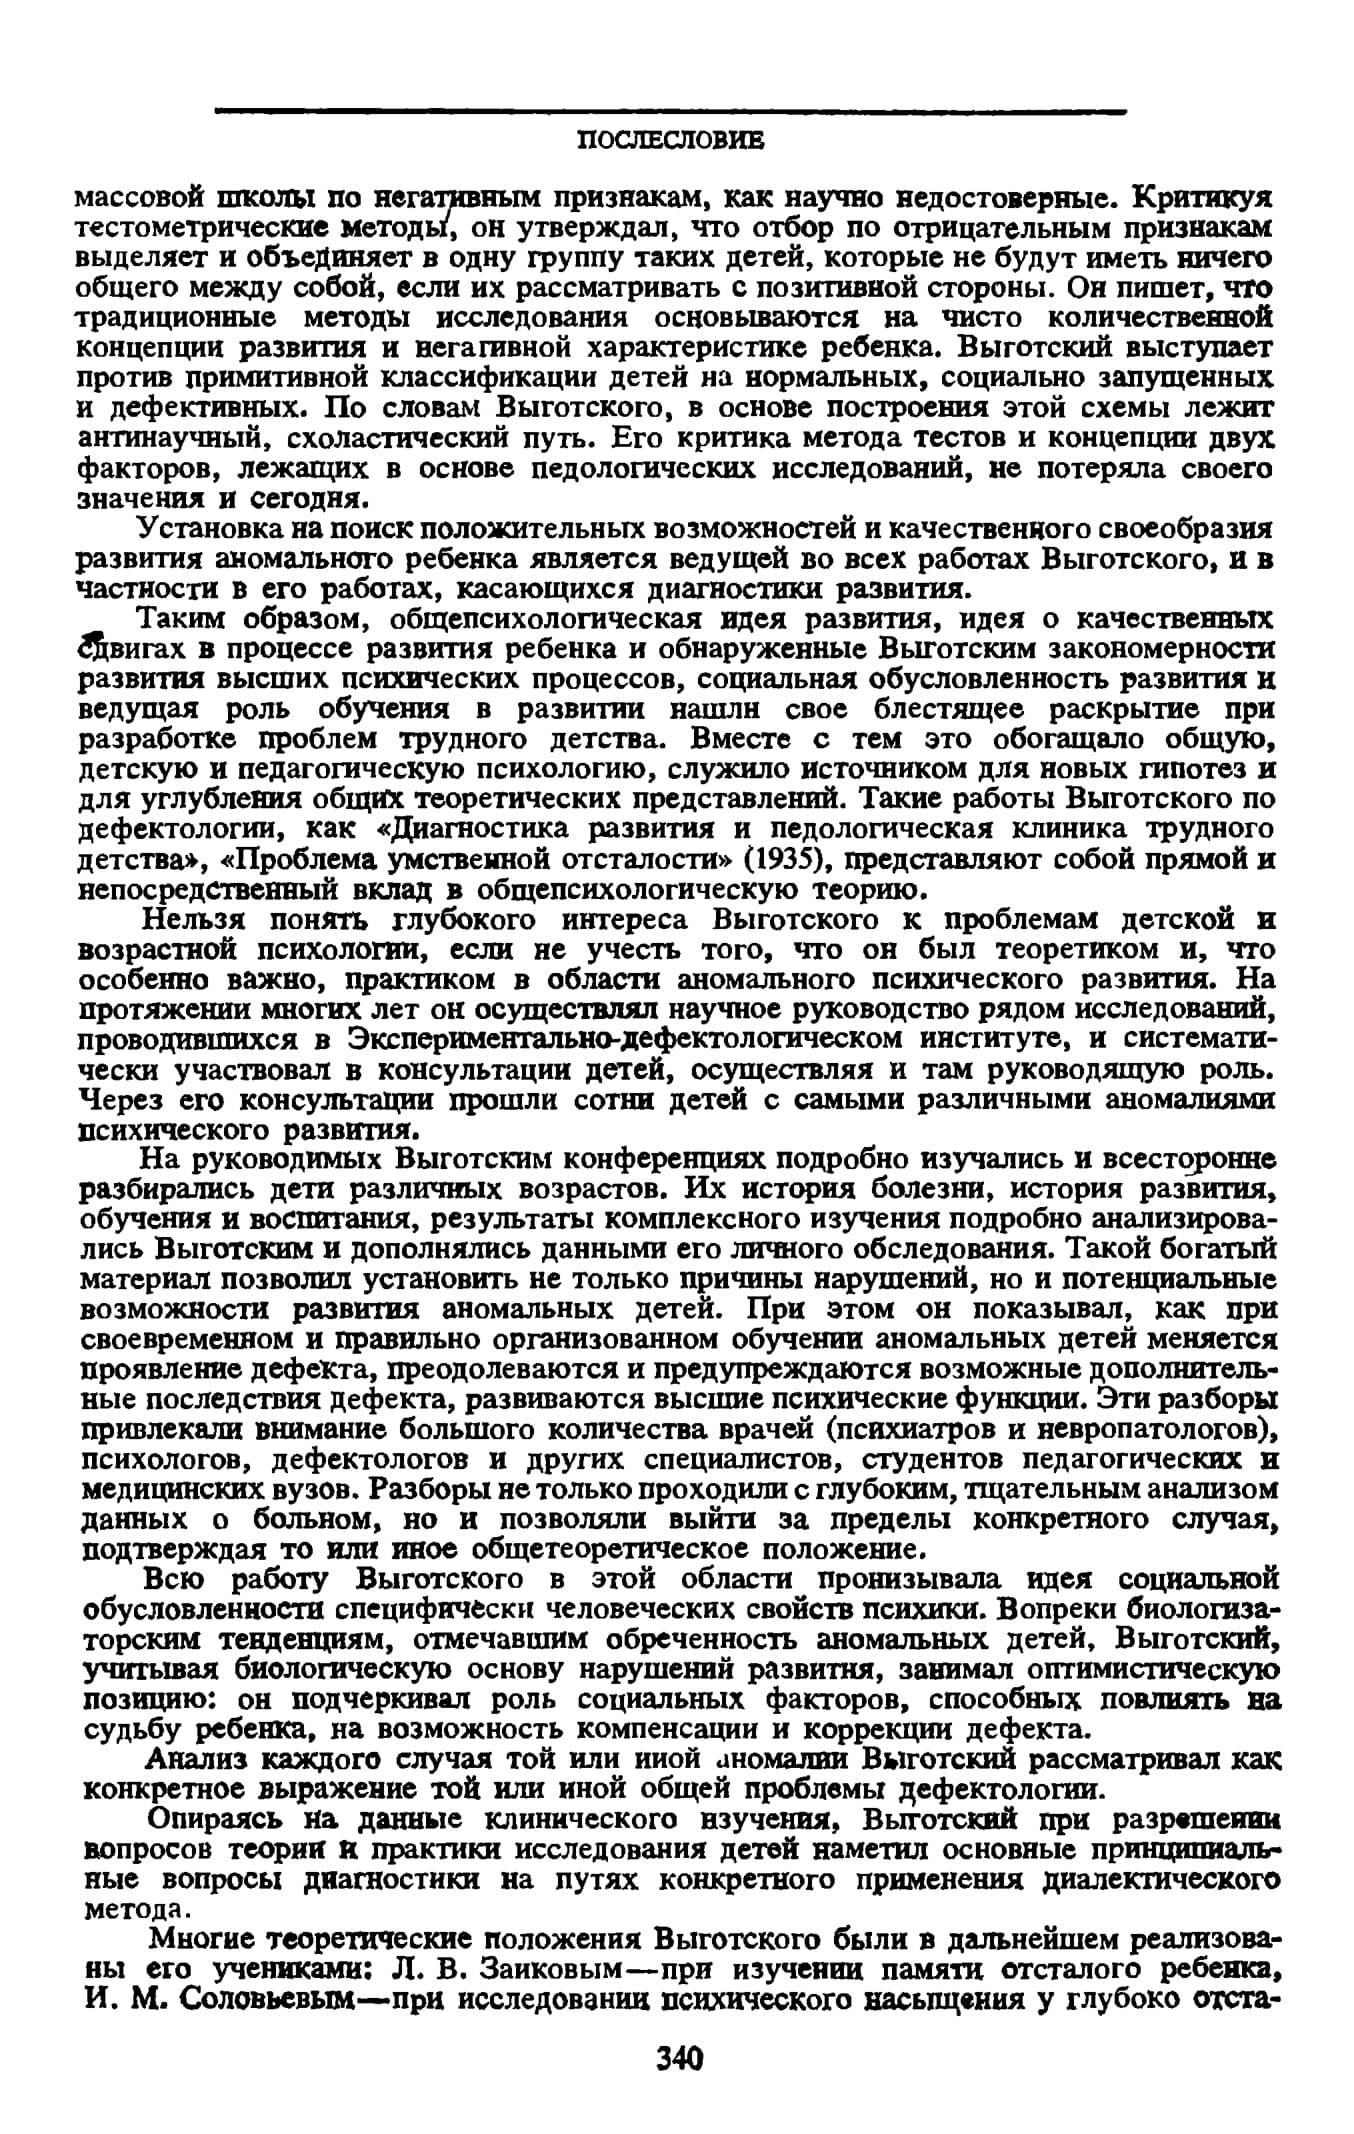 ПОСЛЕСЛОВИЕ
массовой школы по негативным признакам, как научно недостоверные. Критикуя
тестометрические методы, он утверждал, что отбор по отрицательным признакам
выделяет и объединяет в одну группу таких детей, которые не будут иметь ничего
общего между собой, если их рассматривать с позитивной стороны. Он пишет, что
традиционные методы исследования основываются на чисто количественной
концепции развития и негативной характеристике ребенка. Выготский выступает
против примитивной классификации детей на нормальных, социально запущенных
и дефективных. По словам Выготского, в основе построения этой схемы лежит
антинаучный, схоластический путь. Его критика метода тестов и концепции двух
факторов, лежащих в основе педологических исследований, не потеряла своего
значения и сегодня.
Установка на поиск положительных возможностей и качественного своеобразия
развития аномального ребенка является ведущей во всех работах Выготского, и в
частности в его работах, касающихся диагностики развития.
Таким образом, общепсихологическая идея развития, идея о качественных
сдвигах в процессе развития ребенка и обнаруженные Выготским закономерности
развития высших психических процессов, социальная обусловленность развития и
ведущая роль обучения в развитии нашли свое блестящее раскрытие при
разработке проблем трудного детства. Вместе с тем это обогащало общую,
детскую и педагогическую психологию, служило источником для новых гипотез и
для углубления общих теоретических представлений. Такие работы Выготского по
дефектологии, как «Диагностика развития и педологическая клиника трудного
детства», «Проблема умственной отсталости» (1935), представляют собой прямой и
непосредственный вклад в общепсихологическую теорию.
Нельзя понять глубокого интереса Выготского к проблемам детской и
возрастной психологии, если не учесть того, что он был теоретиком и, что
особенно важно, практиком в области аномального психического развития. На
протяжении многих лет он осуществлял научное руководство рядом исследований,
проводившихся в Экспериментально-дефектологическом институте, и системати-
чески участвовал в консультации детей, осуществляя и там руководящую роль.
Через его консультации прошли сотни детей с самыми различными аномалиями
психического развития.
На руководимых Выготским конференциях подробно изучались и всесторонне
разбирались дети различных возрастов. Их история болезни, история развития,
обучения и воспитания, результаты комплексного изучения подробно анализирова-
лись Выготским и дополнялись данными его личного обследования. Такой богатый
материал позволил установить не только причины нарушений, но и потенциальные
возможности развития аномальных детей. При этом он показывал, как при
своевременном и правильно организованном обучении аномальных детей меняется
проявление дефекта, преодолеваются и предупреждаются возможные дополнитель-
ные последствия дефекта, развиваются высшие психические функции. Эти разборы
привлекали внимание большого количества врачей (психиатров и невропатологов),
психологов, дефектологов и других специалистов, студентов педагогических и
медицинских вузов. Разборы не только проходили с глубоким, тщательным анализом
данных о больном, но и позволяли выйти за пределы конкретного случая,
подтверждая то или иное общетеоретическое положение.
Всю работу Выготского в этой области пронизывала идея социальной
обусловленности специфически человеческих свойств психики. Вопреки биологиза-
торским тенденциям, отмечавшим обреченность аномальных детей, Выготский,
учитывая биологическую основу нарушений развития, занимал оптимистическую
позицию: он подчеркивал роль социальных факторов, способных повлиять на
судьбу ребенка, на возможность компенсации и коррекции дефекта.
Анализ каждого случая той или иной аномалии Выготский рассматривал как
конкретное выражение той или иной общей проблемы дефектологии.
Опираясь на данные клинического изучения, Выготский при разрешении
вопросов теории и практики исследования детей наметил основные принципиаль-
ные вопросы диагностики на путях конкретного применения диалектического
метода.
Многие теоретические положения Выготского были в дальнейшем реализова-
ны его учениками: Л. В. Занковым—при изучении памяти отсталого ребенка,
И. М. Соловьевым—при исследовании психического насыщения у глубоко отста-
340